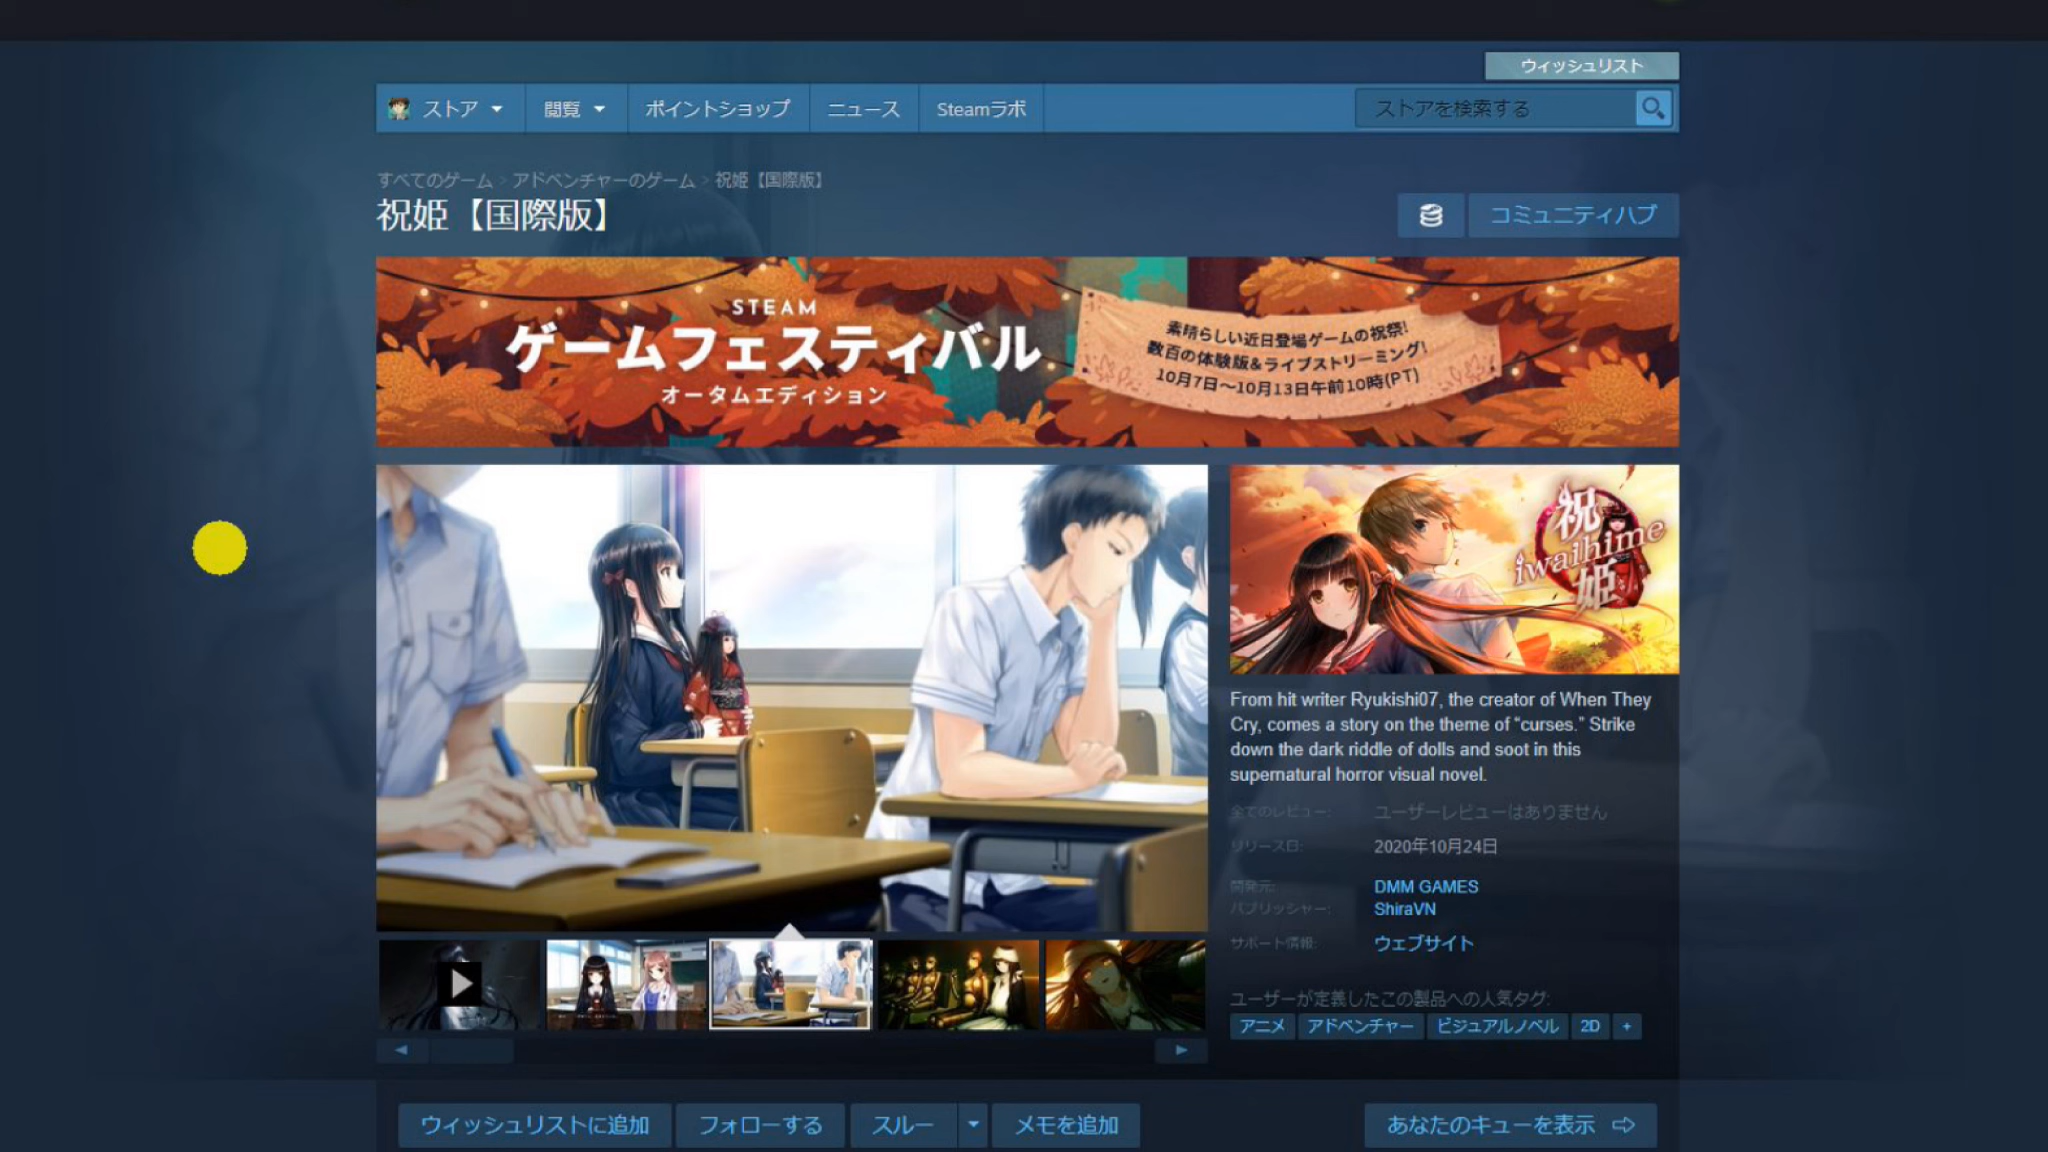 ウィッシュリスト
ストア 閲覧 ポイントショップ ニュース Steamラボ ストアを検索する
すべてのゲーム > アドベンチャーのゲーム > 祝姫【国際版】
祝姫【国際版】
コミュニティハブ
STEAM
ゲームフェスティバル
オータムエディション
素晴らしい近日登場ゲームの祝祭!
数百の体験版&ライブストリーミング!
10月7日～10月13日午前10時(PT)
祝
iwaihime
姫
From hit writer Ryukishi07, the creator of When They
Cry, comes a story on the theme of “curses.” Strike
down the dark riddle of dolls and soot in this
supernatural horror visual novel.
全てのレビュー: ユーザーレビューはありません
リリース日: 2020年10月24日
開発元: DMM GAMES
パブリッシャー: ShiraVN
サポート情報: ウェブサイト
ユーザーが定義したこの製品への人気タグ:
アニメ アドベンチャー ビジュアルノベル 2D +
ウィッシュリストに追加 フォローする スルー メモを追加 あなたのキューを表示